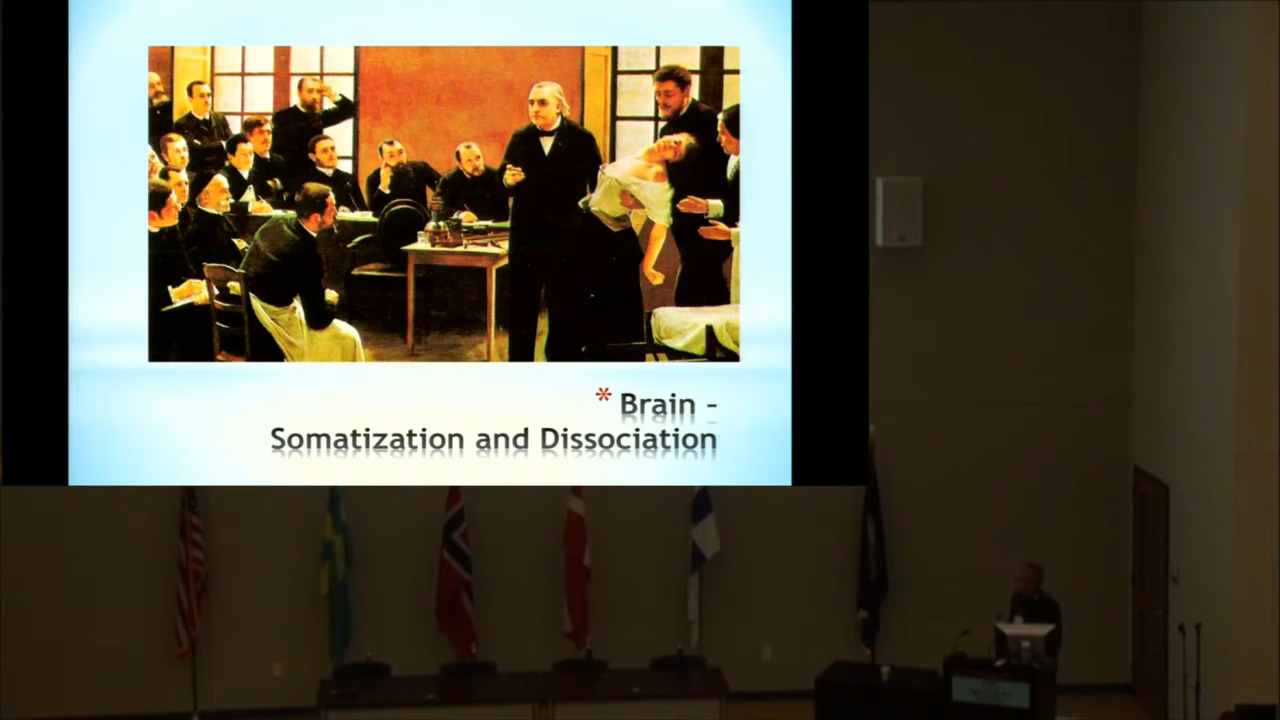 * Brain –
Somatization and Dissociation